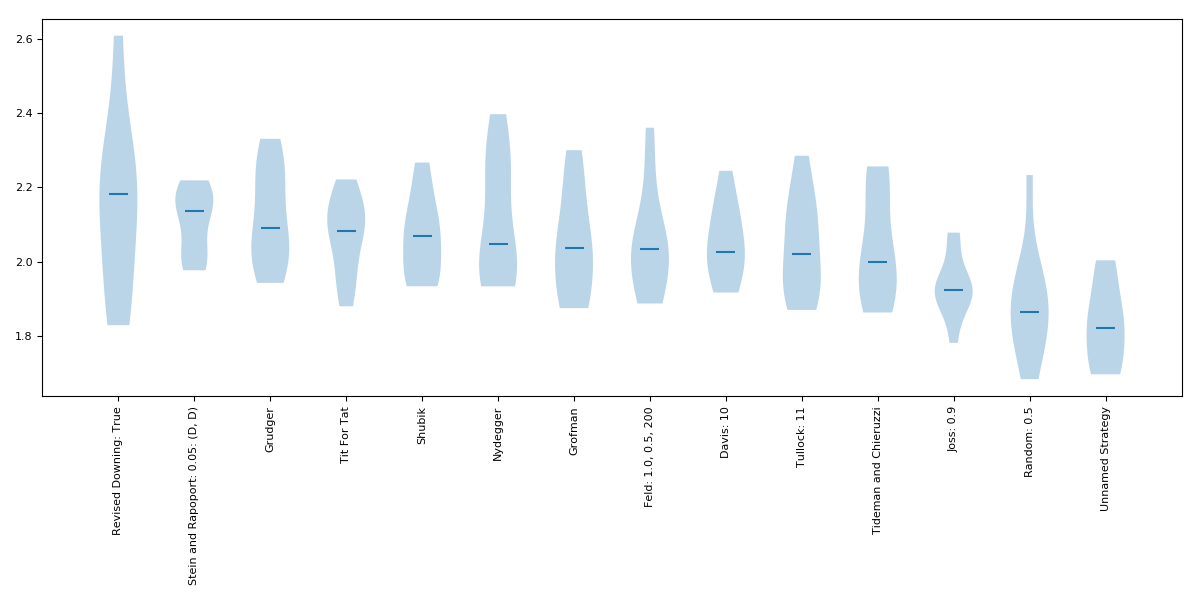 2.6
2.4
2.2
2.0
1.8
Revised Downing: True
Stein and Rapoport: 0.05: (D, D)
Grudger
Tit For Tat
Shubik
Nydegger
Grofman
Feld: 1.0, 0.5, 200
Davis: 10
Tullock: 11
Tideman and Chieruzzi
Joss: 0.9
Random: 0.5
Unnamed Strategy